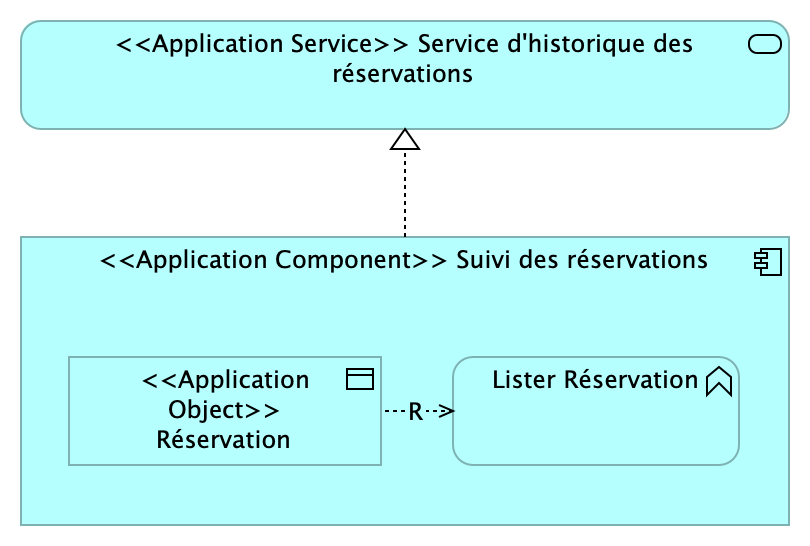 <<Application Service>> Service d'historique des
réservations
<<Application Component>> Suivi des réservations
<<Application
Object>>
Réservation
R
Lister Réservation